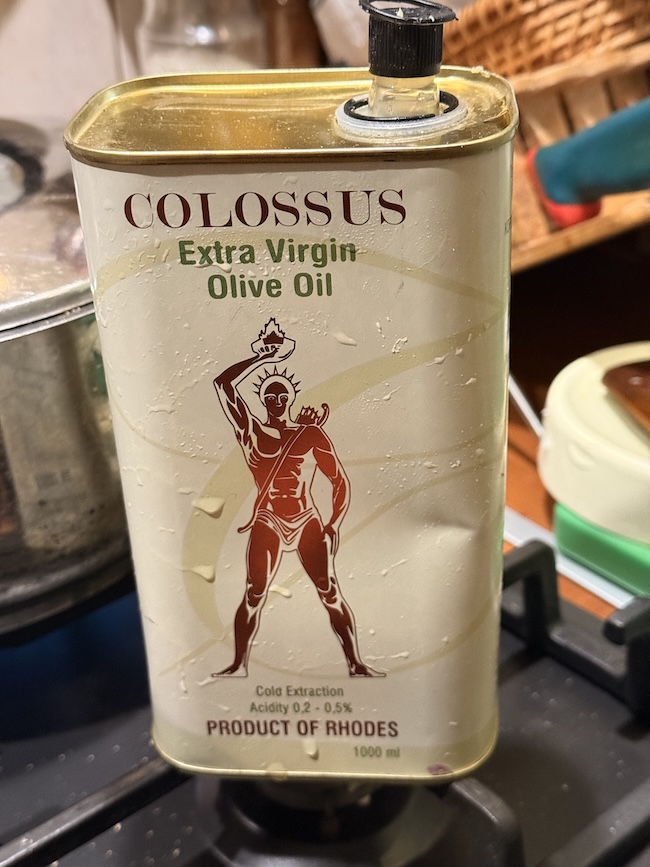 COLOSSUS
Extra Virgin
Olive Oil
Cold Extraction
Acidity 0,2 - 0,5%
PRODUCT OF RHODES
1000 ml